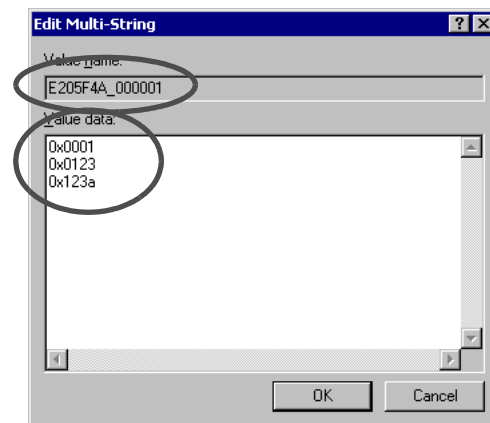 Edit Multi-String
Value name:
E205F4A_000001
Value data:
0x0001
0x0123
0x123a
OK Cancel